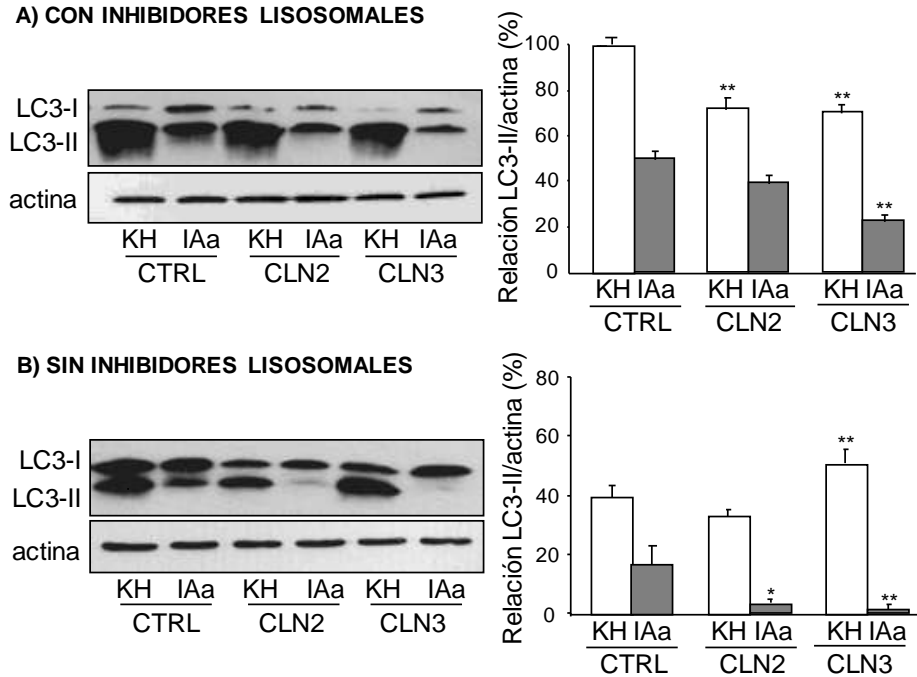 A) CON INHIBIDORES LISOSOMALES
LC3-I
LC3-II
actina
KH IAa KH IAa KH IAa
CTRL CLN2 CLN3
Relación LC3-II/actina (%)
100
80
60
40
20
0
** ** **
KH IAa KH IAa KH IAa
CTRL CLN2 CLN3
B) SIN INHIBIDORES LISOSOMALES
LC3-I
LC3-II
actina
KH IAa KH IAa KH IAa
CTRL CLN2 CLN3
Relación LC3-II/actina (%)
80
60
40
20
0
* ** **
KH IAa KH IAa KH IAa
CTRL CLN2 CLN3